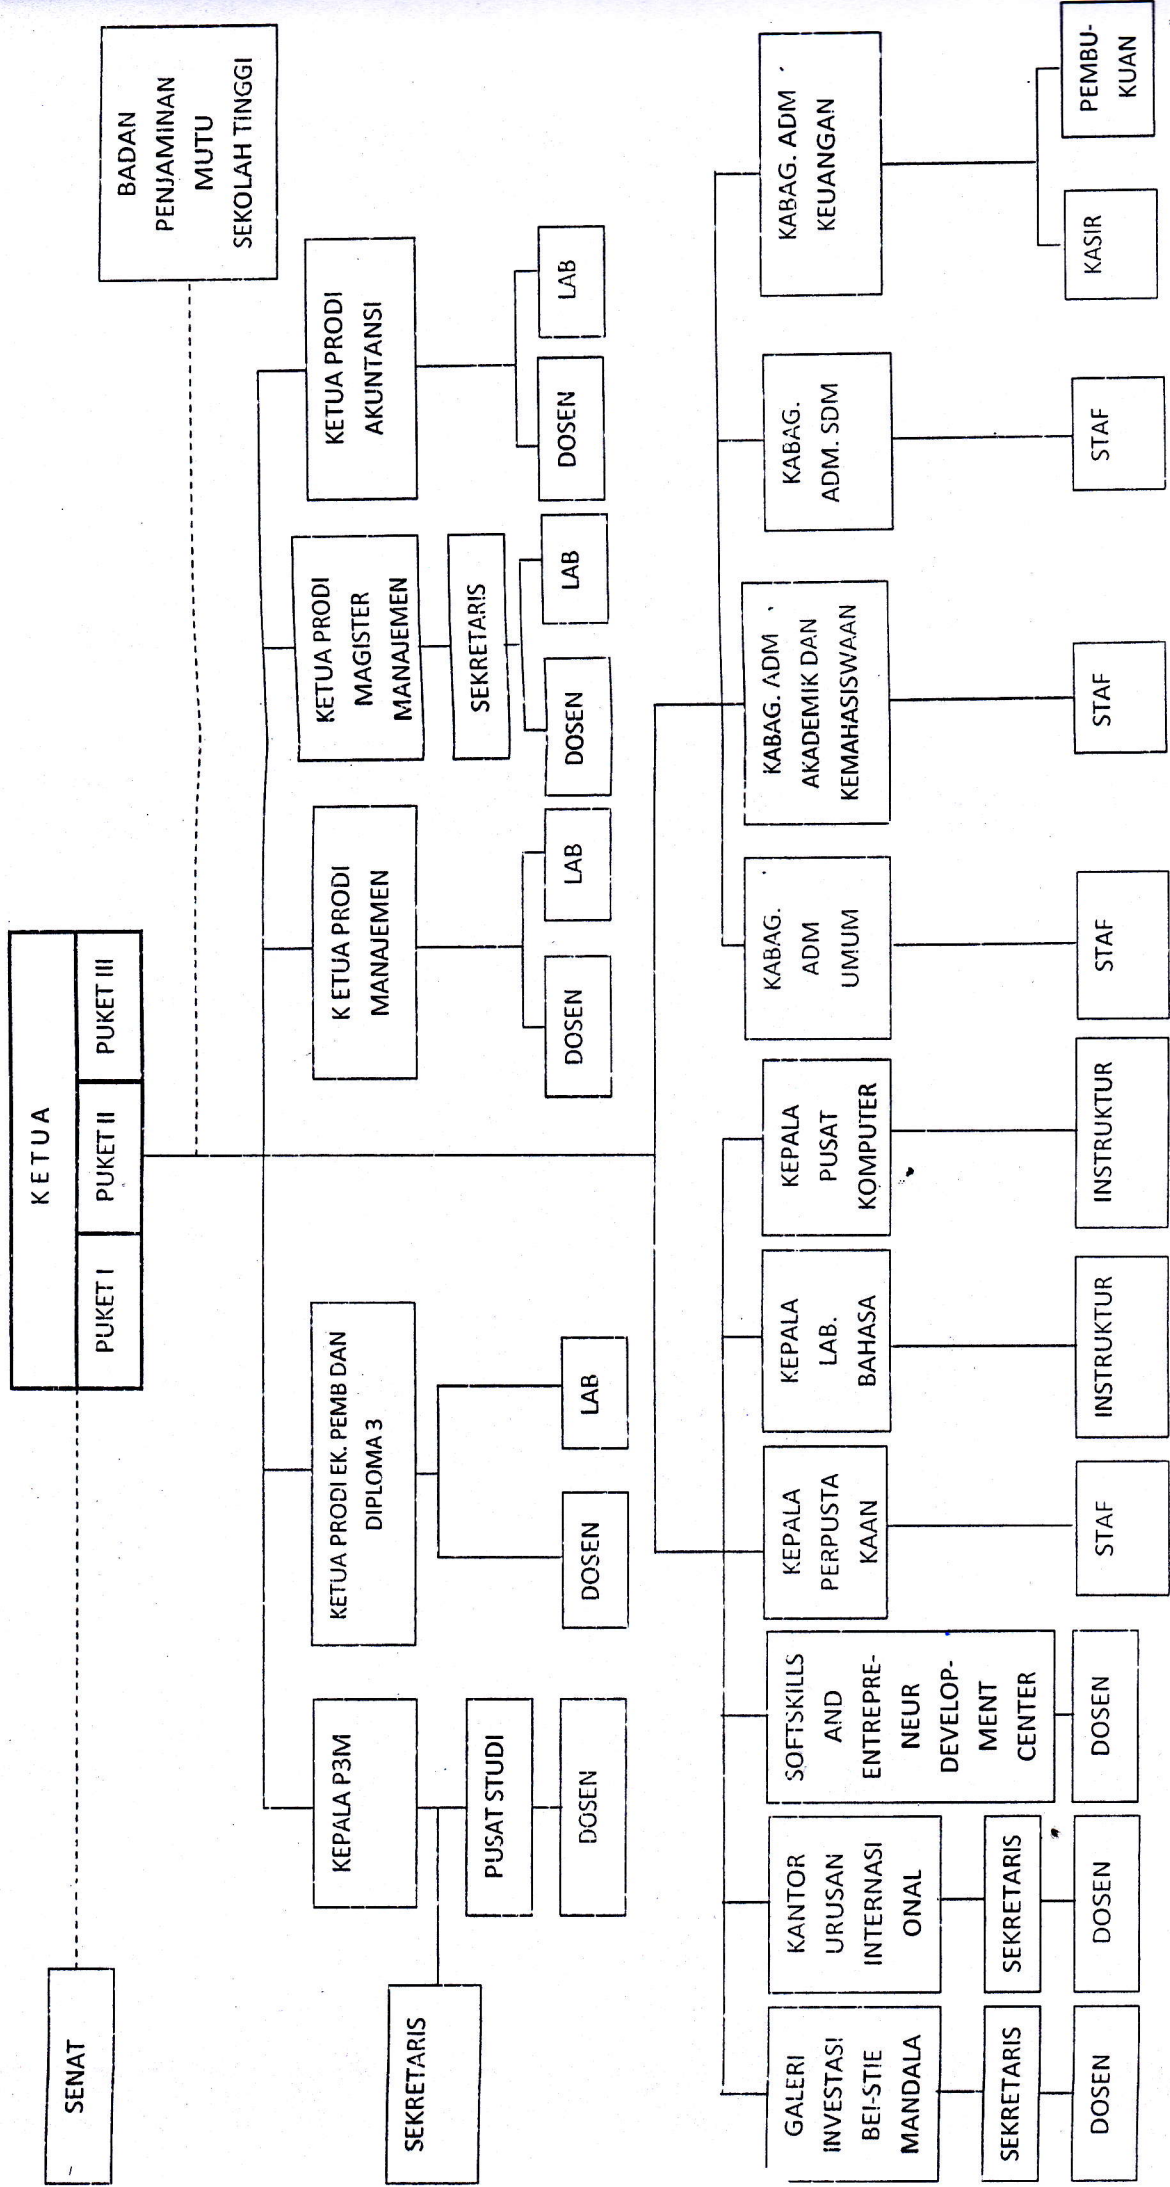 K E T U A
PUKET I
PUKET II
PUKET III
SENAT
BADAN
PENJAMINAN
MUTU
SEKOLAH TINGGI
KEPALA P3M
SEKRETARIS
PUSAT STUDI
DOSEN
KETUA PRODI EK. PEMB DAN
DIPLOMA 3
DOSEN
LAB
K ETUA PRODI
MANAJEMEN
DOSEN
LAB
KETUA PRODI
MAGISTER
MANAJEMEN
SEKRETARIS
DOSEN
LAB
KETUA PRODI
AKUNTANSI
DOSEN
LAB
GALERI
INVESTASI
BEI-STIE
MANDALA
SEKRETARIS
DOSEN
KANTOR
URUSAN
INTERNASI
ONAL
SEKRETARIS
DOSEN
SOFTSKILLS
AND
ENTREPRE-
NEUR
DEVELOP-
MENT
CENTER
DOSEN
KEPALA
PERPUSTA
KAAN
STAF
KEPALA
LAB.
BAHASA
INSTRUKTUR
KEPALA
PUSAT
KOMPUTER
INSTRUKTUR
KABAG.
ADM
UMUM
STAF
KABAG. ADM
AKADEMIK DAN
KEMAHASISWAAN
STAF
KABAG.
ADM. SDM
STAF
KABAG. ADM
KEUANGAN
KASIR
PEMBU-
KUAN